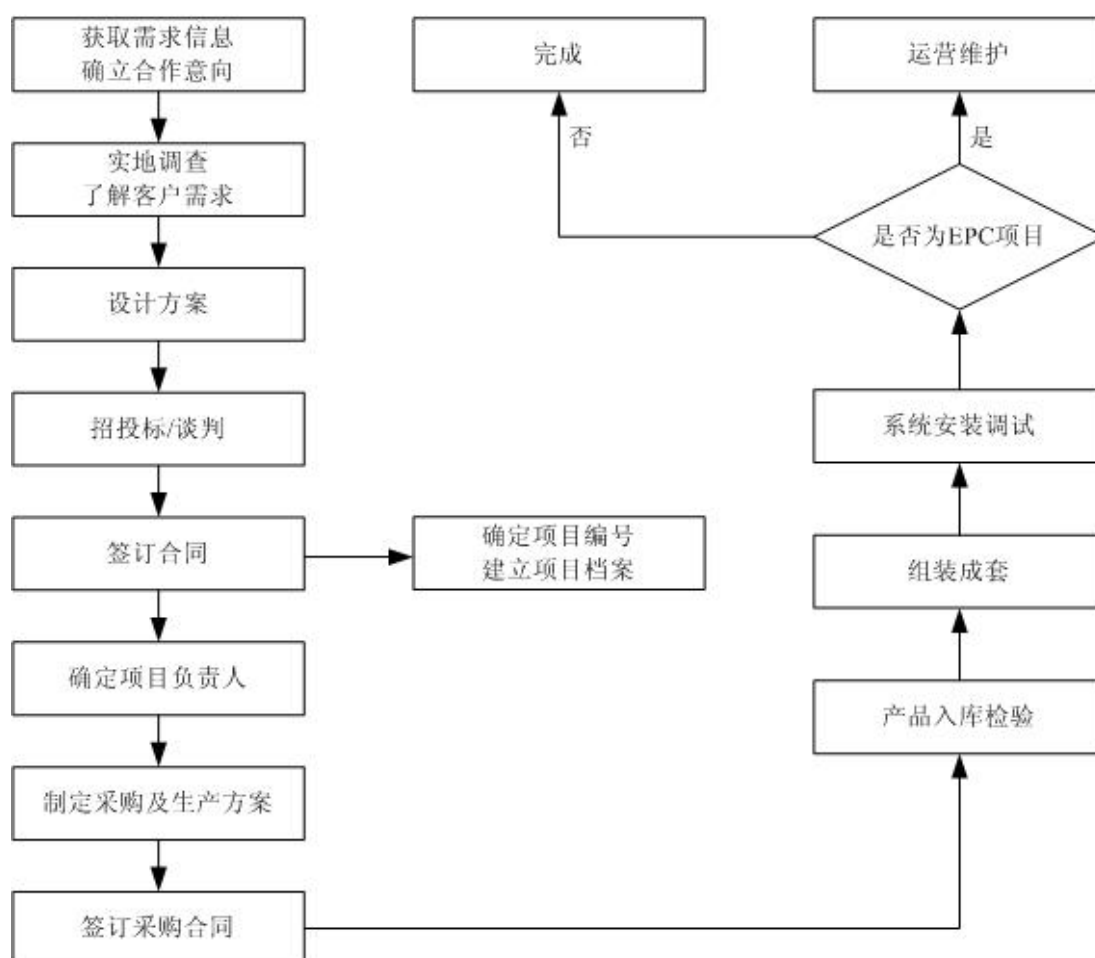 获取需求信息
确立合作意向
实地调查
了解客户需求
设计方案
招投标/谈判
签订合同
确定项目编号
建立项目档案
确定项目负责人
制定采购及生产方案
签订采购合同
产品入库检验
组装成套
系统安装调试
是否为EPC项目
否
是
完成
运营维护